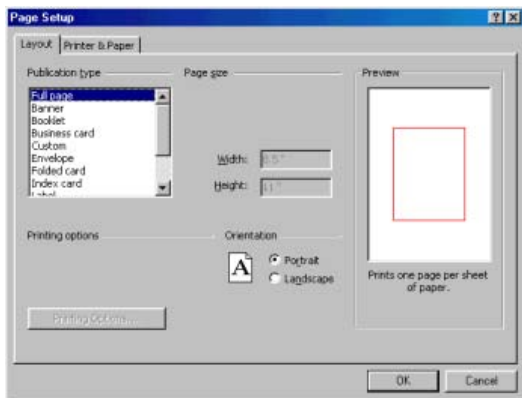 Page Setup
Layout
Printer & Paper
Publication type
Full page
Banner
Booklet
Business card
Custom
Envelope
Folded card
Index card
Label
Page size
Width: 8.5"
Height: 11"
Preview
Prints one page per sheet
of paper.
Printing options
Printing Options...
Orientation
A
Portrait
Landscape
OK
Cancel